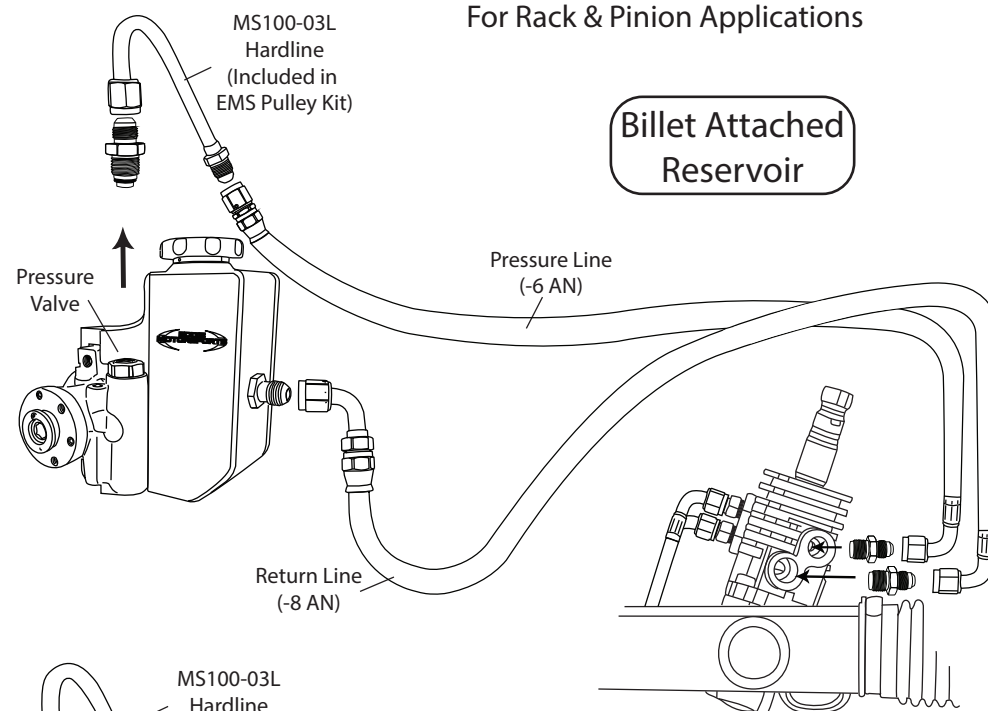 For Rack & Pinion Applications
MS100-03L
Hardline
(Included in
EMS Pulley Kit)
Billet Attached
Reservoir
Pressure Line
(-6 AN)
Pressure
Valve
MOTORSPORTS
Return Line
(-8 AN)
MS100-03L
Hardline